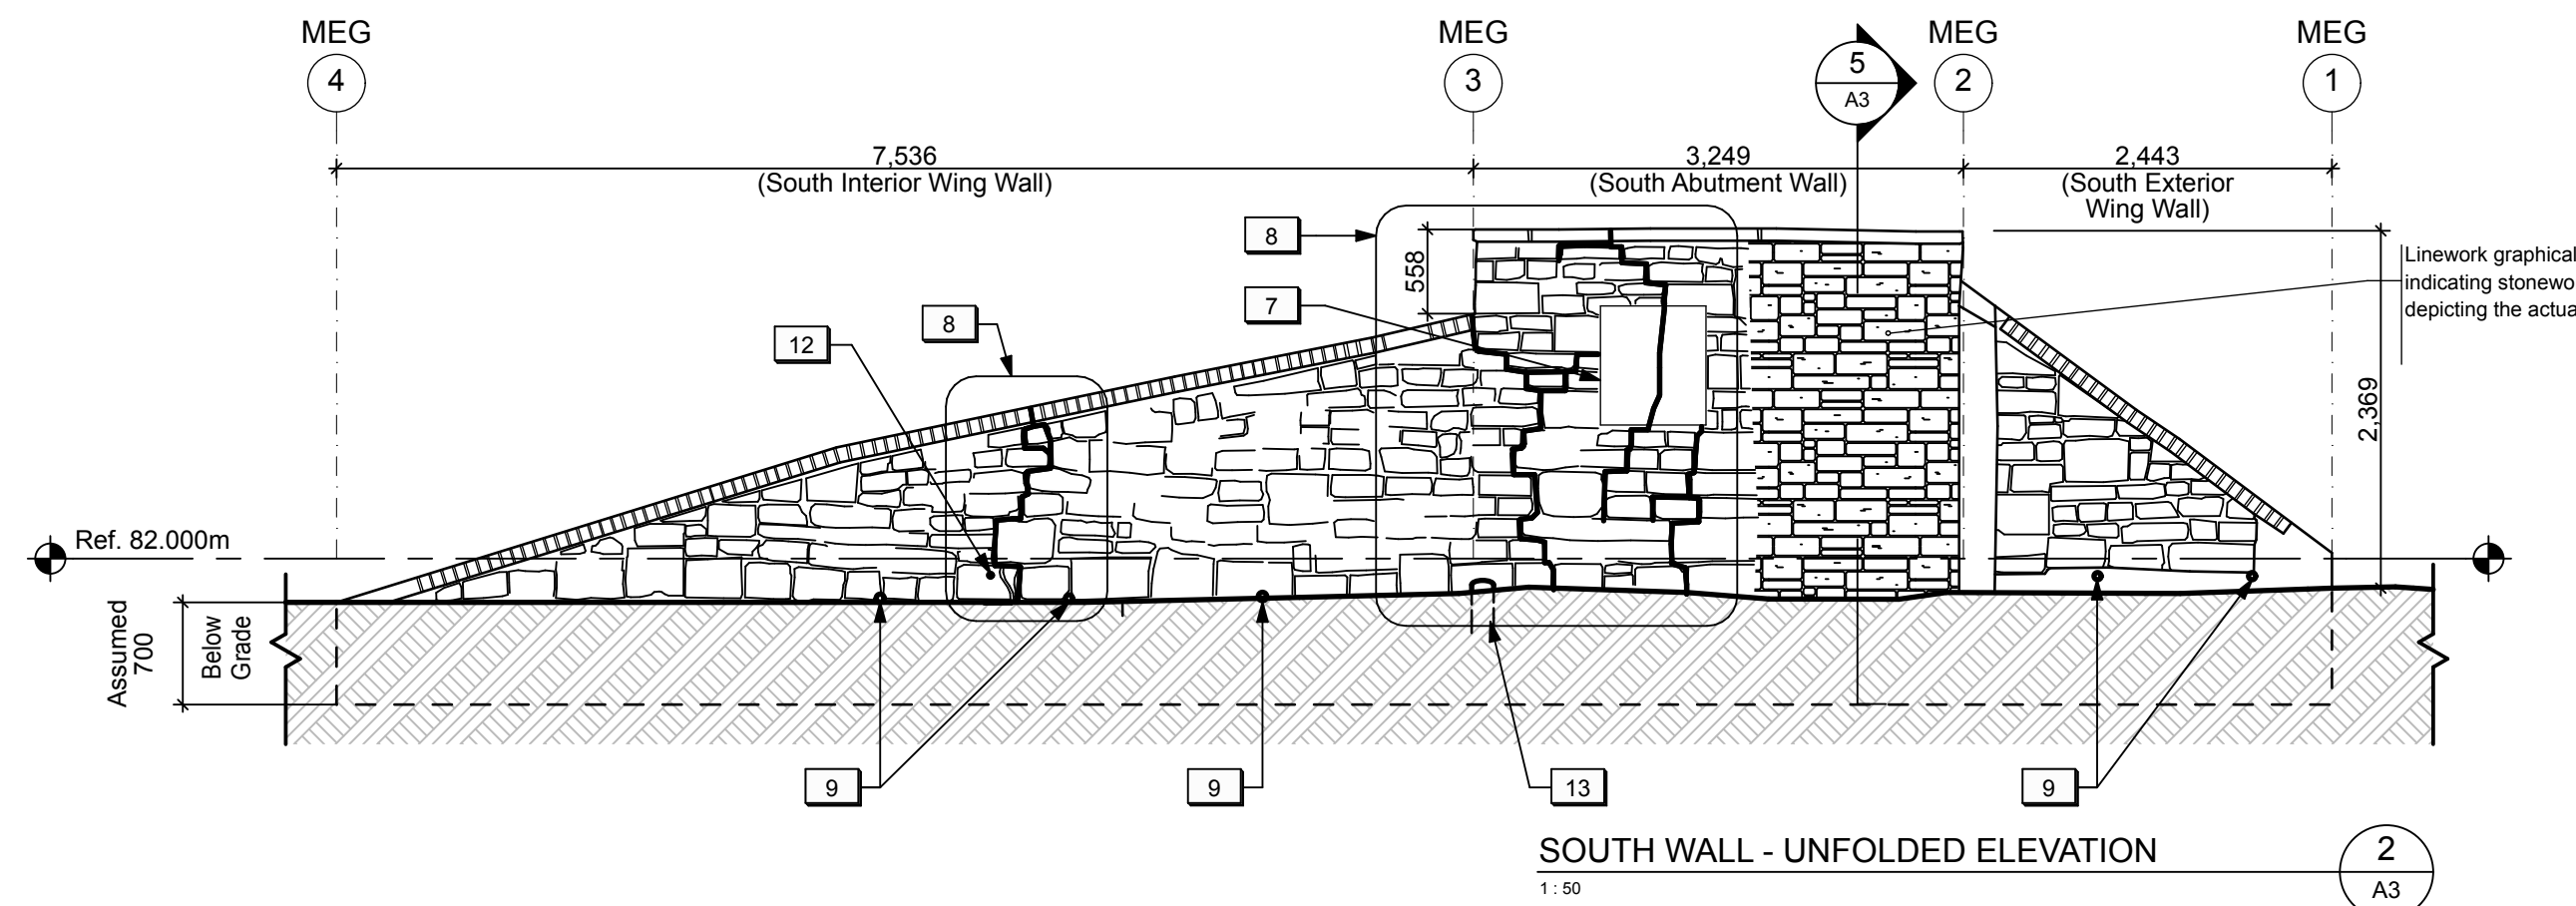 MEG
4
MEG
3
5
A3
MEG
2
MEG
1
7,536
(South Interior Wing Wall)
3,249
(South Abutment Wall)
2,443
(South Exterior
Wing Wall)
8
558
7
8
12
Linework graphical
indicating stonewo
depicting the actua
2,369
Ref. 82.000m
Assumed
700
Below
Grade
9
9
13
9
SOUTH WALL - UNFOLDED ELEVATION
1 : 50
2
A3